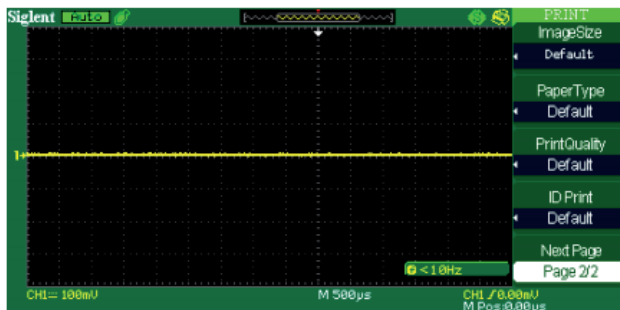 Siglent Auto
PRINT
ImageSize
Default
PaperType
Default
PrintQuality
Default
ID Print
Default
Next Page
Page 2/2
1
<10Hz
CH1= 100mV
M 500µs
CH1 /0.00mV
M Pos:0.00µs